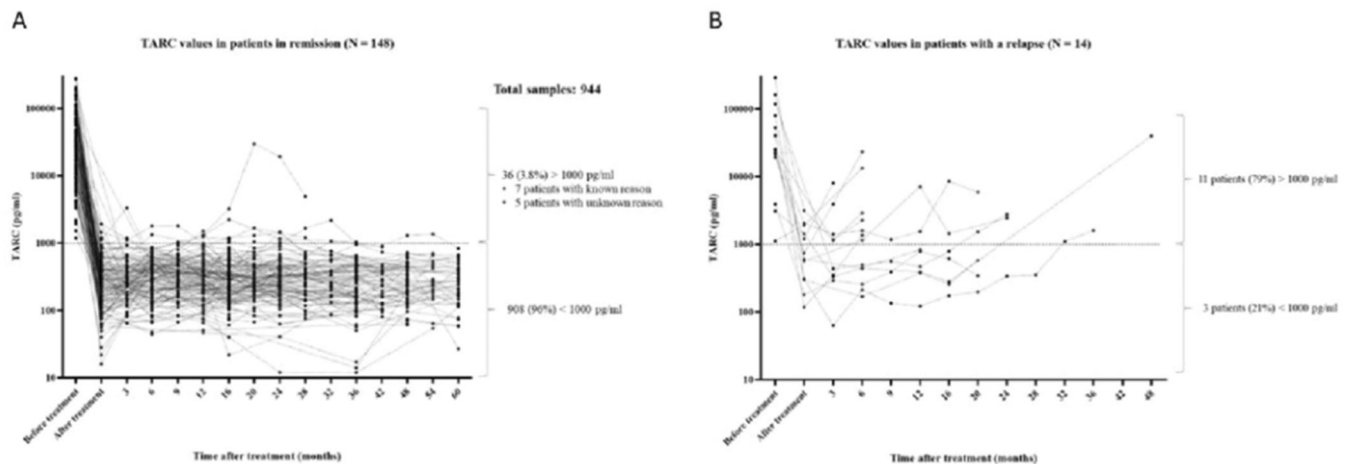 A
TARC values in patients in remission (N = 148)
Total samples: 944
TARC (pg/ml)
100000
10000
1000
100
10
36 (3.8%) > 1000 pg/ml
• 7 patients with known reason
• 5 patients with unknown reason
908 (96%) < 1000 pg/ml
Before treatment
After treatment
3
6
9
12
16
20
24
28
32
36
42
48
54
60
Time after treatment (months)
B
TARC values in patients with a relapse (N = 14)
TARC (pg/ml)
100000
10000
1000
100
10
11 patients (79%) > 1000 pg/ml
3 patients (21%) < 1000 pg/ml
Before treatment
After treatment
3
6
9
12
16
20
24
28
32
36
42
48
Time after treatment (months)